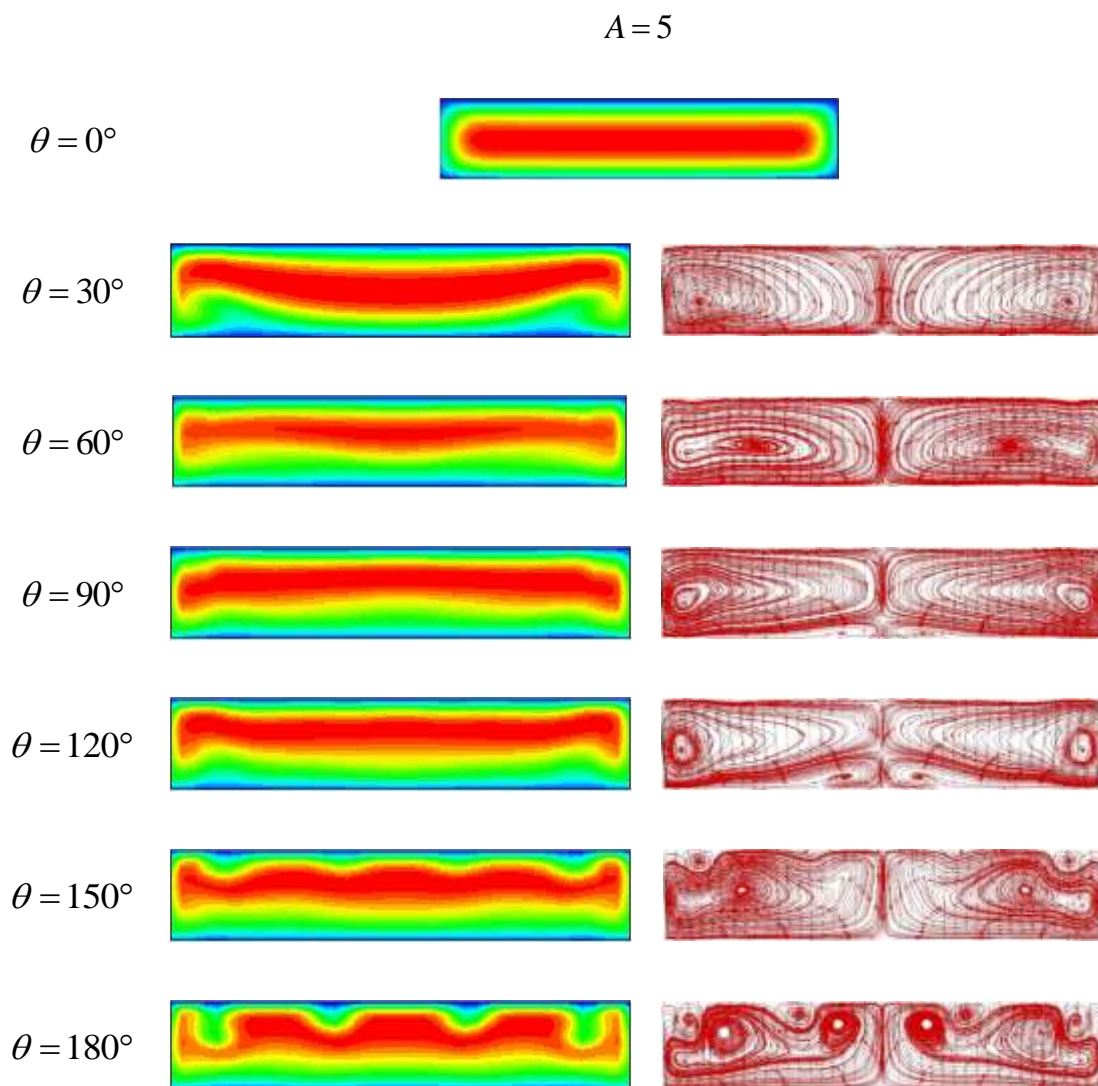 A = 5
θ = 0°
θ = 30°
θ = 60°
θ = 90°
θ = 120°
θ = 150°
θ = 180°